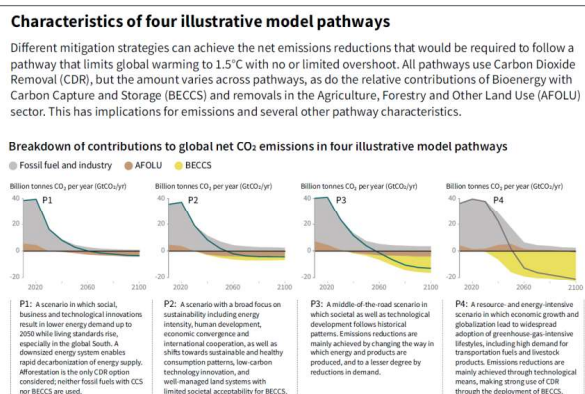 Characteristics of four illustrative model pathways
Different mitigation strategies can achieve the net emissions reductions that would be required to follow a
pathway that limits global warming to 1.5°C with no or limited overshoot. All pathways use Carbon Dioxide
Removal (CDR), but the amount varies across pathways, as do the relative contributions of Bioenergy with
Carbon Capture and Storage (BECCS) and removals in the Agriculture, Forestry and Other Land Use (AFOLU)
sector. This has implications for emissions and several other pathway characteristics.
Breakdown of contributions to global net CO₂ emissions in four illustrative model pathways
Fossil fuel and industry AFOLU BECCS
Billion tonnes CO₂ per year (GtCO₂/yr) Billion tonnes CO₂ per year (GtCO₂/yr) Billion tonnes CO₂ per year (GtCO₂/yr) Billion tonnes CO₂ per year (GtCO₂/yr)
40 P1 40 P2 40 P3 40 P4
20 20 20 20
0 0 0 0
-20 -20 -20 -20
2020 2060 2100 2020 2060 2100 2020 2060 2100 2020 2060 2100
P1: A scenario in which social,
business and technological innovations
result in lower energy demand up to
2050 while living standards rise,
especially in the global South. A
downsized energy system enables
rapid decarbonization of energy supply.
Afforestation is the only CDR option
considered; neither fossil fuels with CCS
nor BECCS are used.
P2: A scenario with a broad focus on
sustainability including energy
intensity, human development,
economic convergence and
international cooperation, as well as
shifts towards sustainable and healthy
consumption patterns, low-carbon
technology innovation, and
well-managed land systems with
limited societal acceptability for BECCS.
P3: A middle-of-the-road scenario in
which societal as well as technological
development follows historical
patterns. Emissions reductions are
mainly achieved by changing the way in
which energy and products are
produced, and to a lesser degree by
reductions in demand.
P4: A resource- and energy-intensive
scenario in which economic growth and
globalization lead to widespread
adoption of greenhouse-gas-intensive
lifestyles, including high demand for
transportation fuels and livestock
products. Emissions reductions are
mainly achieved through technological
means, making strong use of CDR
through the deployment of BECCS.